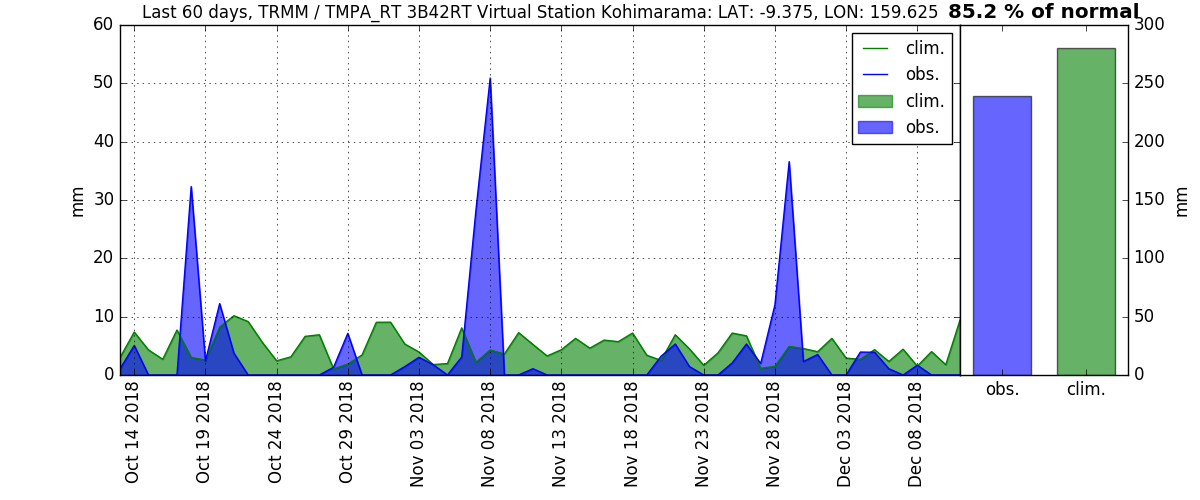 Last 60 days, TRMM / TMPA_RT 3B42RT Virtual Station Kohimarama: LAT: -9.375, LON: 159.625 85.2 % of normal
60
50
40
30
20
10
0
mm
clim.
obs.
clim.
obs.
300
250
200
150
100
50
0
mm
Oct 14 2018
Oct 19 2018
Oct 24 2018
Oct 29 2018
Nov 03 2018
Nov 08 2018
Nov 13 2018
Nov 18 2018
Nov 23 2018
Nov 28 2018
Dec 03 2018
Dec 08 2018
obs.
clim.